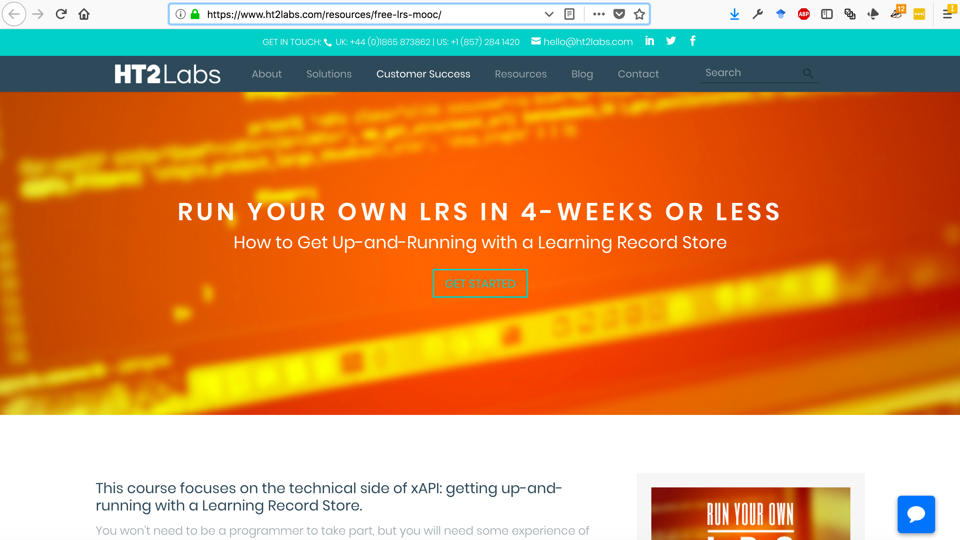 https://www.ht2labs.com/resources/free-lrs-mooc/
ABP
12
GET IN TOUCH: UK: +44 (0)1865 873862 | US: +1 (857) 284 1420 hello@ht2labs.com
HT2Labs About Solutions Customer Success Resources Blog Contact Search
RUN YOUR OWN LRS IN 4-WEEKS OR LESS
How to Get Up-and-Running with a Learning Record Store
GET STARTED
This course focuses on the technical side of xAPI: getting up-and-
running with a Learning Record Store.
You won't need to be a programmer to take part, but you will need some experience of
RUN YOUR OWN